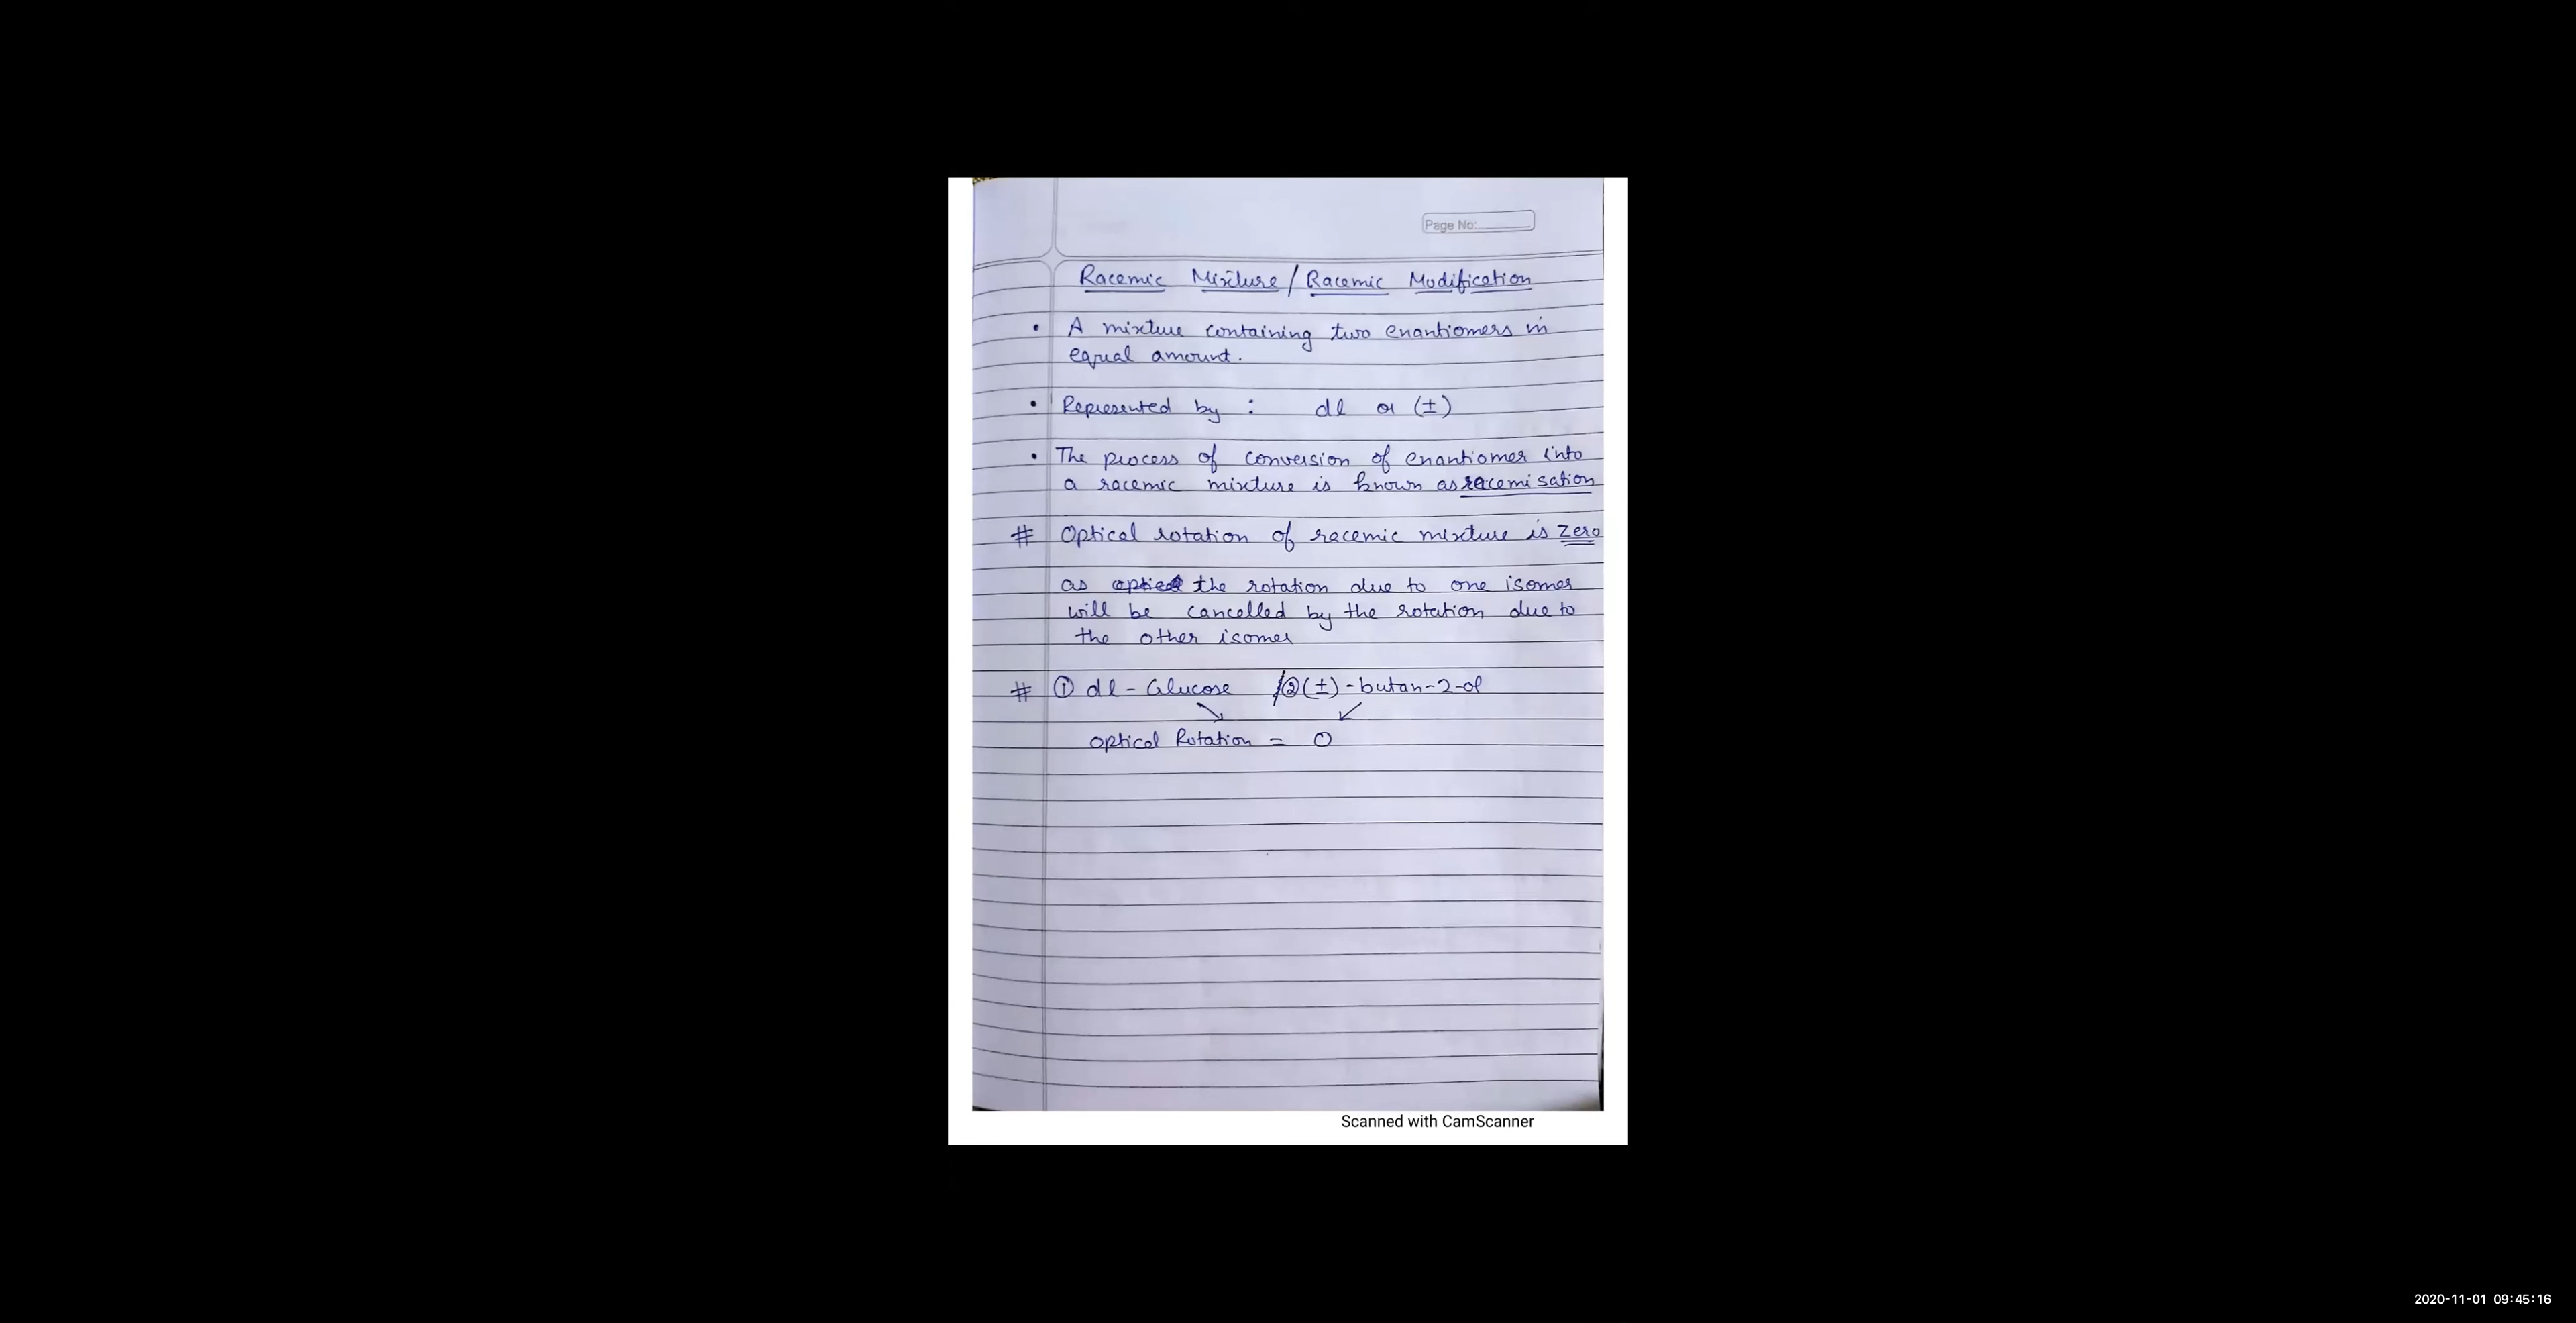 Page No:
Racemic Mixture / Racemic Modification
• A mixture containing two enantiomers in
equal amount.
• Represented by : dl or (±)
• The process of conversion of enantiomer into
a racemic mixture is known as racemisation
# Optical rotation of racemic mixture is zero
as the rotation due to one isomer
will be cancelled by the rotation due to
the other isomer
# ① dl - Glucose /②(±)-butan-2-ol
optical Rotation = 0
Scanned with CamScanner
2020-11-01 09:45:16